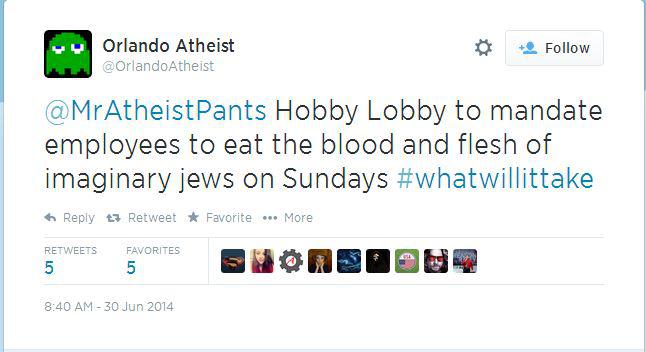 Orlando Atheist
@OrlandoAtheist
Follow
@MrAtheistPants Hobby Lobby to mandate
employees to eat the blood and flesh of
imaginary jews on Sundays #whatwillittake
Reply Retweet Favorite More
RETWEETS FAVORITES
5 5
8:40 AM - 30 Jun 2014